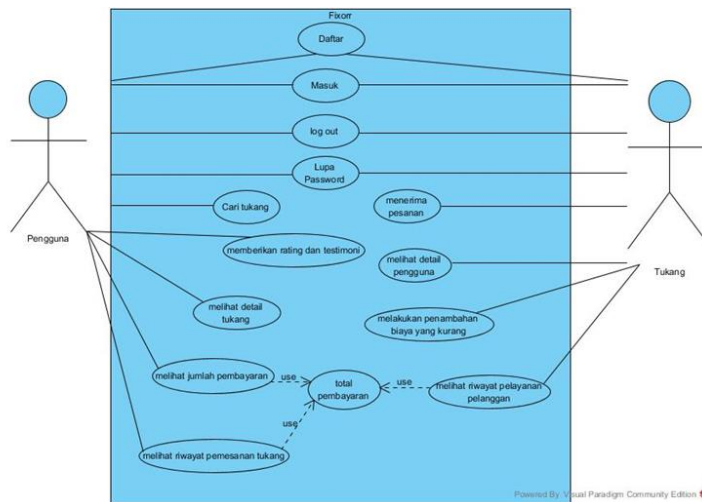 Fixorr
Daftar
Masuk
log out
Lupa
Password
Cari tukang
menerima
pesanan
Pengguna
memberikan rating dan testimoni
melihat detail
pengguna
Tukang
melihat detail
tukang
melakukan penambahan
biaya yang kurang
melihat jumlah pembayaran
use
total
pembayaran
use
melihat riwayat pelayanan
pelanggan
use
melihat riwayat pemesanan tukang
Powered By Visual Paradigm Community Edition